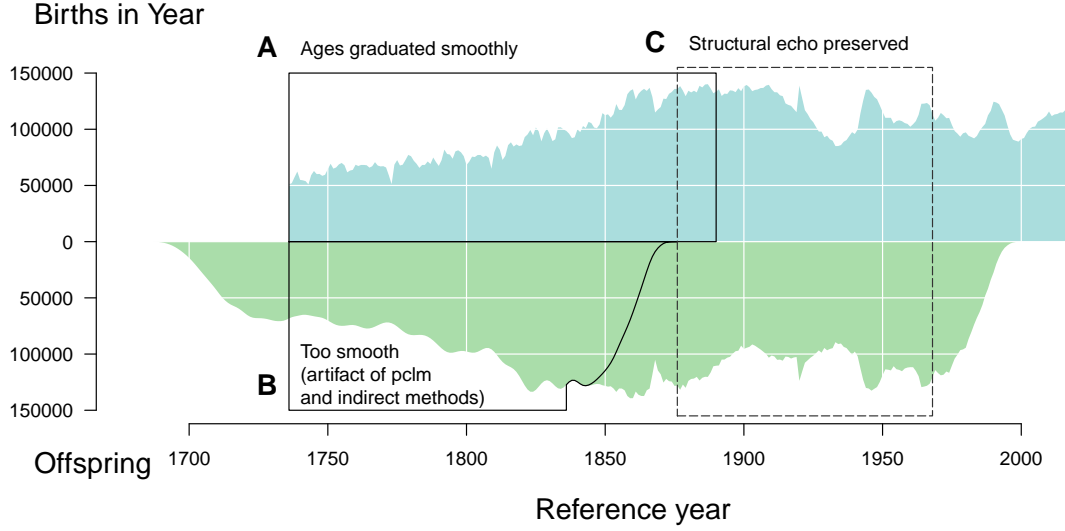 Births in Year
A Ages graduated smoothly
C Structural echo preserved
150000
100000
50000
0
50000
100000
150000
B Too smooth
(artifact of pclm
and indirect methods)
Offspring
1700 1750 1800 1850 1900 1950 2000
Reference year